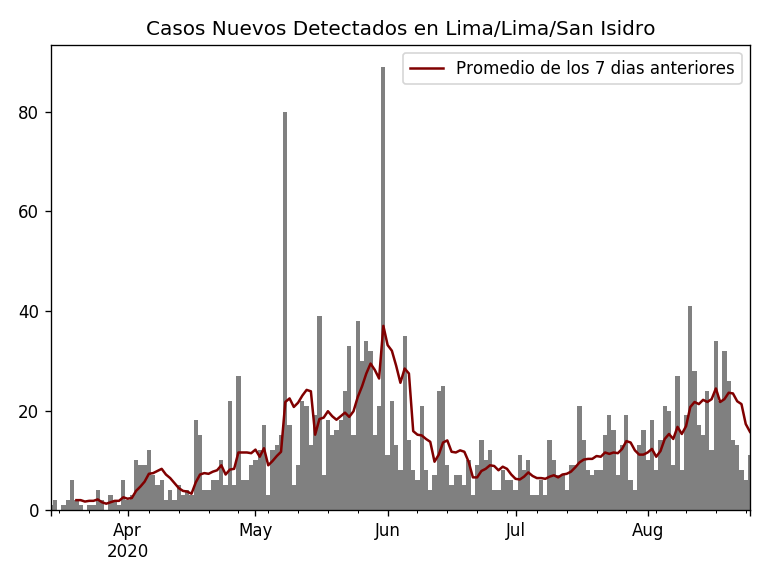 Casos Nuevos Detectados en Lima/Lima/San Isidro
Promedio de los 7 dias anteriores
80
60
40
20
0
Apr
2020
May
Jun
Jul
Aug